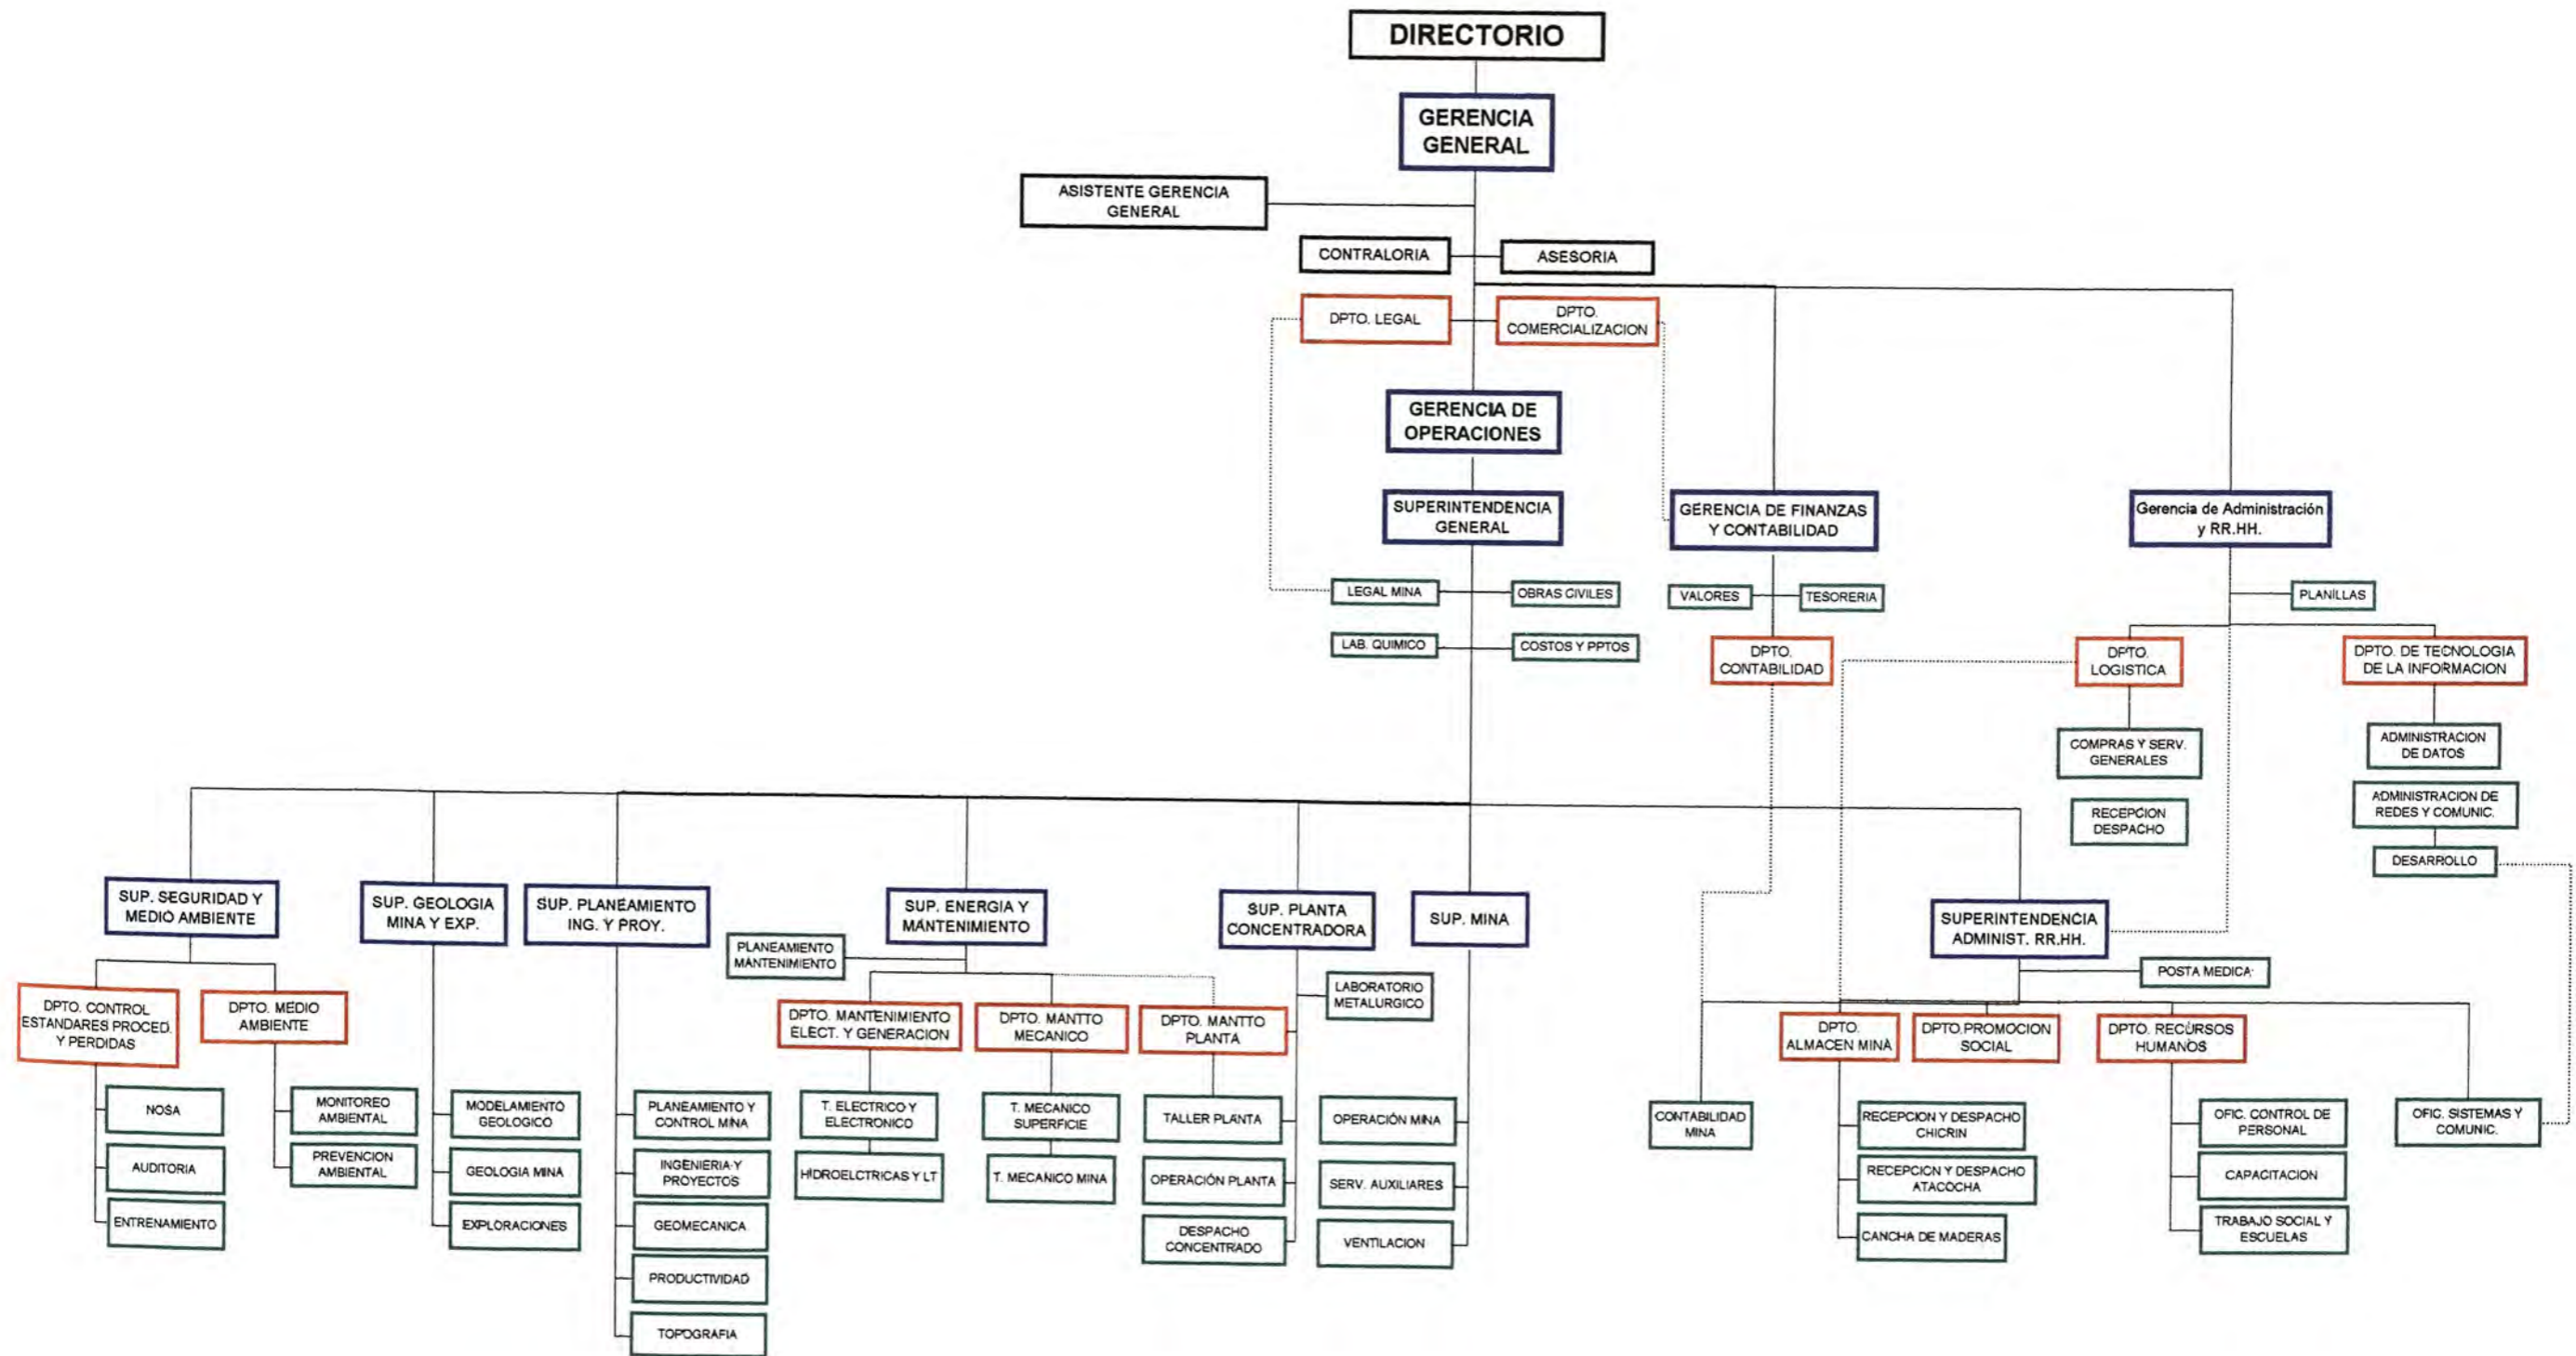 DIRECTORIO
GERENCIA
GENERAL
ASISTENTE GERENCIA
GENERAL
CONTRALORIA
ASESORIA
DPTO. LEGAL
DPTO.
COMERCIALIZACION
GERENCIA DE
OPERACIONES
SUPERINTENDENCIA
GENERAL
GERENCIA DE FINANZAS
Y CONTABILIDAD
Gerencia de Administración
y RR.HH.
LEGAL MINA
OBRAS CIVILES
VALORES
TESORERIA
PLANILLAS
LAB. QUIMICO
COSTOS Y PPTOS
DPTO.
CONTABILIDAD
DPTO.
LOGISTICA
DPTO. DE TECNOLOGIA
DE LA INFORMACION
COMPRAS Y SERV.
GENERALES
ADMINISTRACION
DE DATOS
RECEPCION
DESPACHO
ADMINISTRACION DE
REDES Y COMUNIC.
DESARROLLO
SUP. SEGURIDAD Y
MEDIO AMBIENTE
SUP. GEOLOGIA
MINA Y EXP.
SUP. PLANEAMIENTO
ING. Y PROY.
SUP. ENERGIA Y
MANTENIMIENTO
SUP. PLANTA
CONCENTRADORA
SUP. MINA
SUPERINTENDENCIA
ADMINIST. RR.HH.
PLANEAMIENTO
MANTENIMIENTO
LABORATORIO
METALURGICO
POSTA MEDICA
DPTO. CONTROL
ESTANDARES PROCED.
Y PERDIDAS
DPTO. MEDIO
AMBIENTE
DPTO. MANTENIMIENTO
ELECT. Y GENERACION
DPTO. MANTTO
MECANICO
DPTO. MANTTO
PLANTA
DPTO.
ALMACEN MINA
DPTO.PROMOCION
SOCIAL
DPTO. RECURSOS
HUMANOS
NOSA
AUDITORIA
ENTRENAMIENTO
MONITOREO
AMBIENTAL
PREVENCION
AMBIENTAL
MODELAMIENTO
GEOLOGICO
GEOLOGIA MINA
EXPLORACIONES
PLANEAMIENTO Y
CONTROL MINA
INGENIERIA Y
PROYECTOS
GEOMECANICA
PRODUCTIVIDAD
TOPOGRAFIA
T. ELECTRICO Y
ELECTRONICO
HIDROELCTRICAS Y LT
T. MECANICO
SUPERFICIE
T. MECANICO MINA
TALLER PLANTA
OPERACIÓN PLANTA
DESPACHO
CONCENTRADO
OPERACIÓN MINA
SERV. AUXILIARES
VENTILACION
CONTABILIDAD
MINA
RECEPCION Y DESPACHO
CHICRIN
RECEPCION Y DESPACHO
ATACOCHA
CANCHA DE MADERAS
OFIC. CONTROL DE
PERSONAL
CAPACITACION
TRABAJO SOCIAL Y
ESCUELAS
OFIC. SISTEMAS Y
COMUNIC.